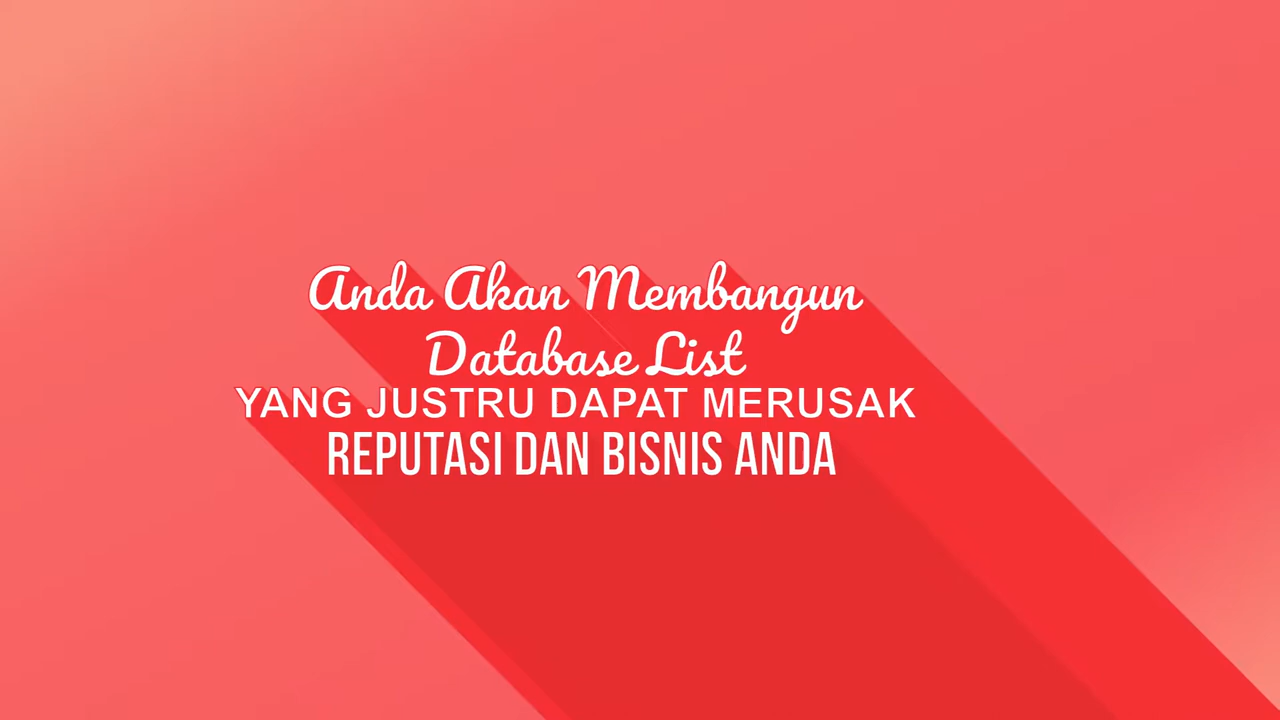 Anda Akan Membangun
Database List
YANG JUSTRU DAPAT MERUSAK
REPUTASI DAN BISNIS ANDA